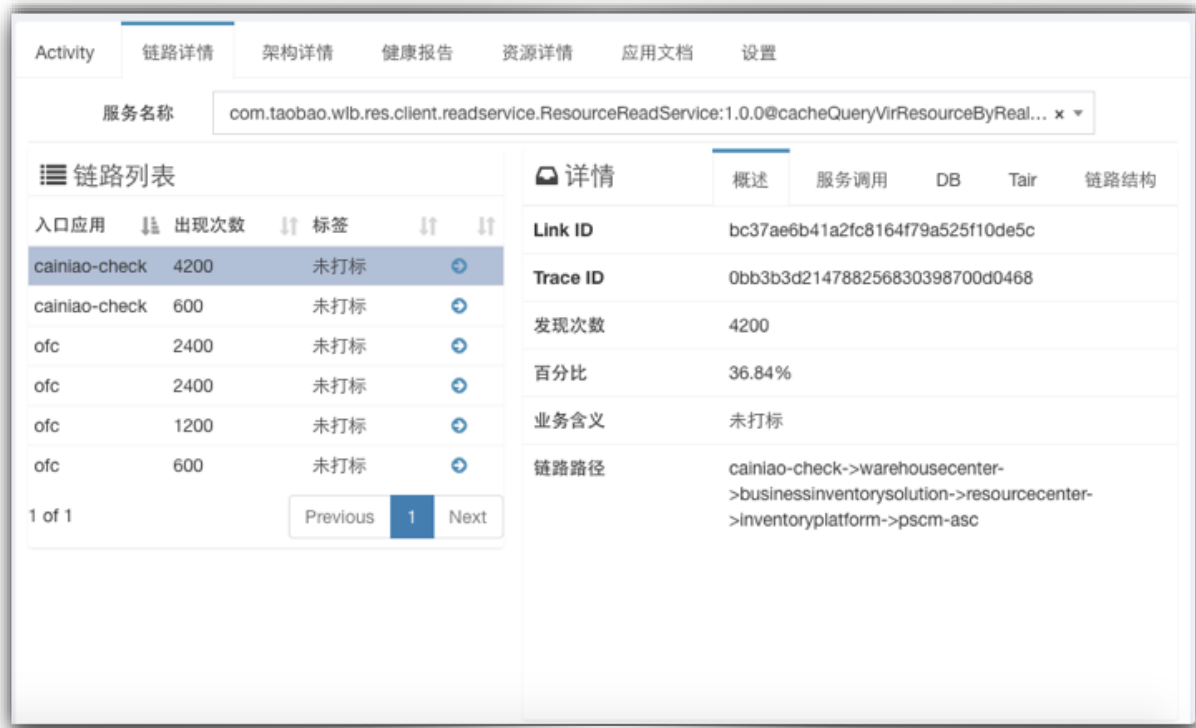 Activity 链路详情 架构详情 健康报告 资源详情 应用文档 设置
服务名称 com.taobao.wlb.res.client.readservice.ResourceReadService:1.0.0@cacheQueryVirResourceByReal... ×
链路列表
入口应用 出现次数 标签
cainiao-check 4200 未打标
cainiao-check 600 未打标
ofc 2400 未打标
ofc 2400 未打标
ofc 1200 未打标
ofc 600 未打标
1 of 1 Previous 1 Next
详情 概述 服务调用 DB Tair 链路结构
Link ID bc37ae6b41a2fc8164f79a525f10de5c
Trace ID 0bb3b3d214788256830398700d0468
发现次数 4200
百分比 36.84%
业务含义 未打标
链路路径 cainiao-check->warehousecenter-
>businessinventorysolution->resourcecenter-
>inventoryplatform->pscm-asc